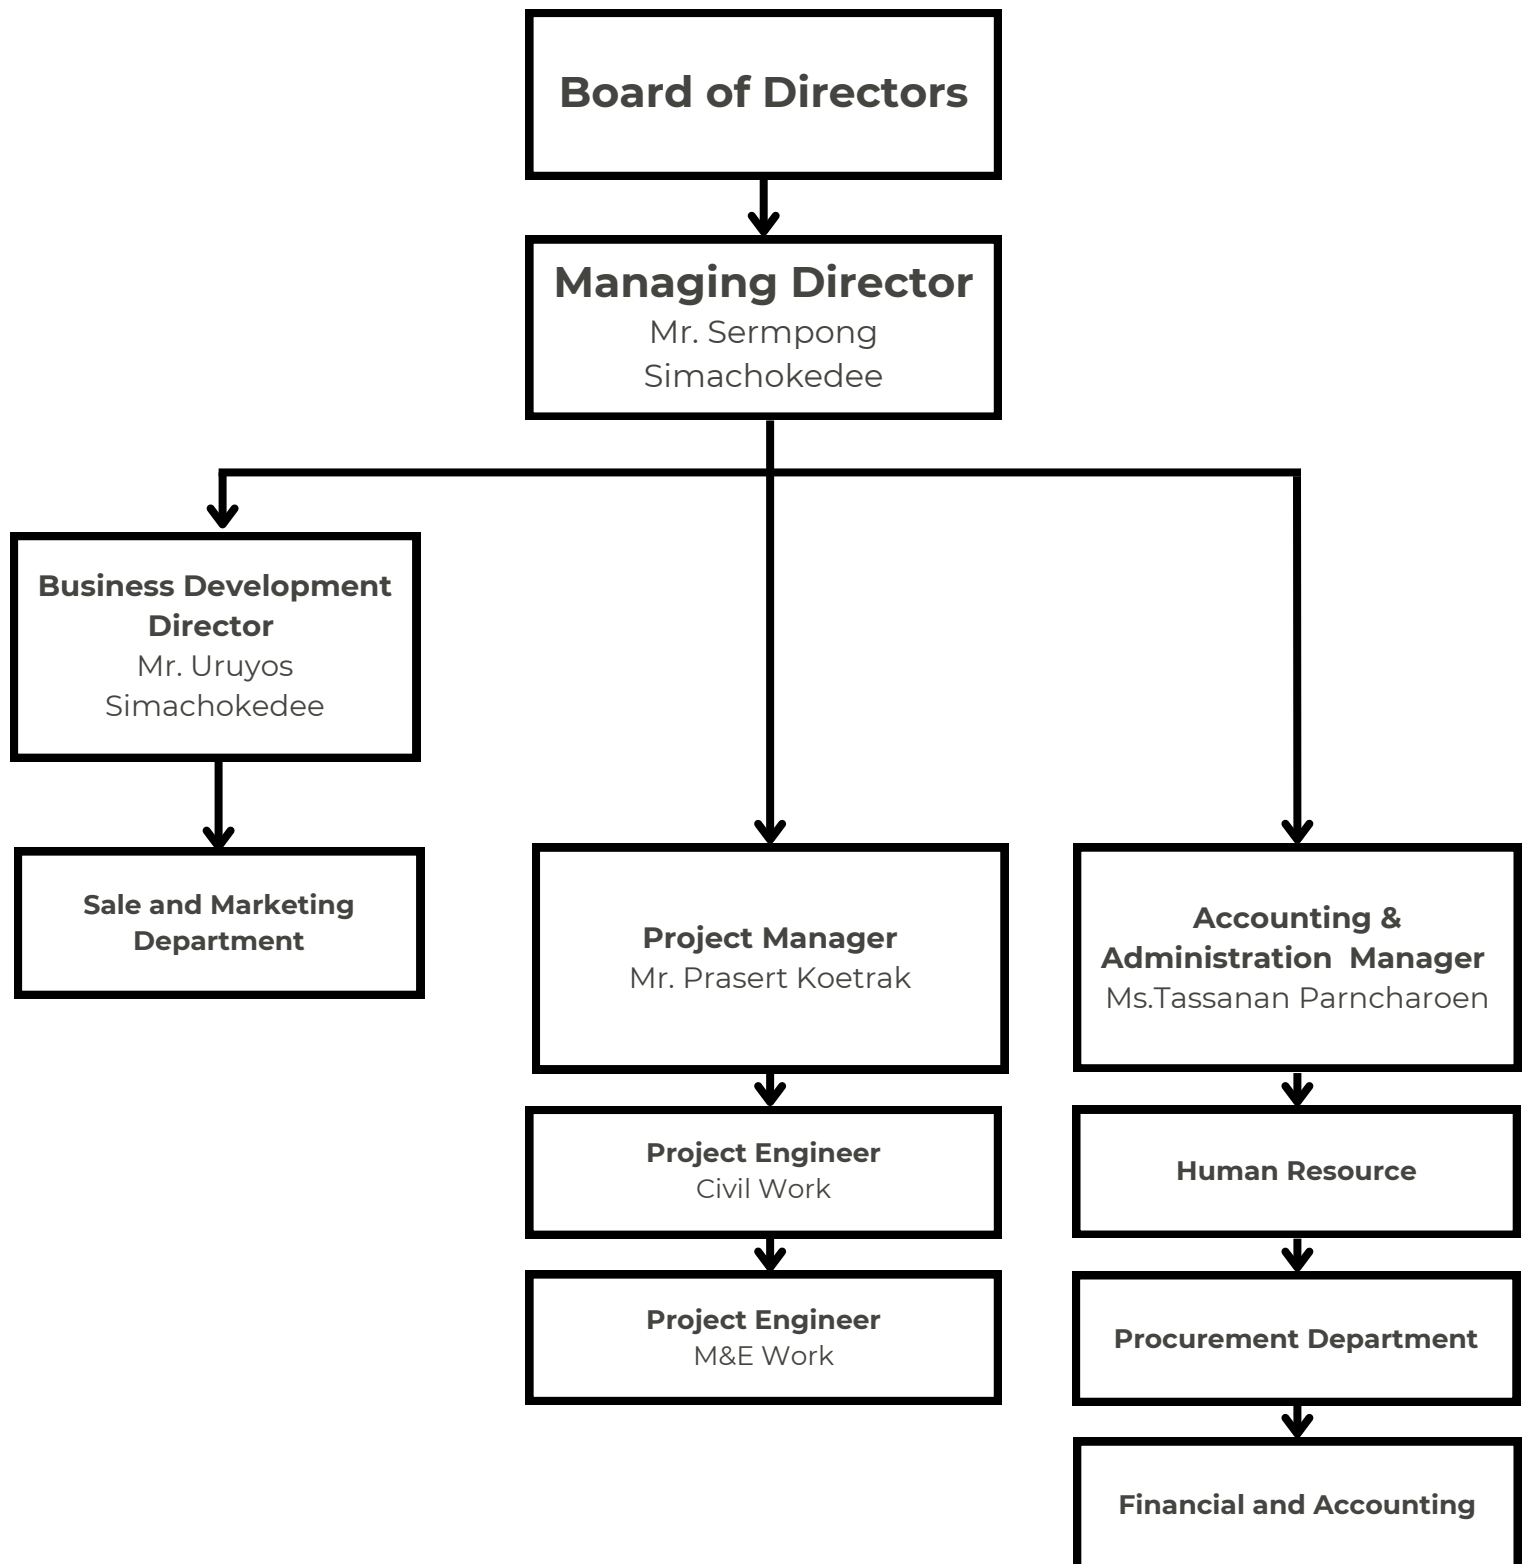 Board of Directors
Managing Director
Mr. Sermpong
Simachokedee
Business Development
Director
Mr. Uruyos
Simachokedee
Sale and Marketing
Department
Project Manager
Mr. Prasert Koetrak
Project Engineer
Civil Work
Project Engineer
M&E Work
Accounting &
Administration  Manager
Ms.Tassanan Parncharoen
Human Resource
Procurement Department
Financial and Accounting